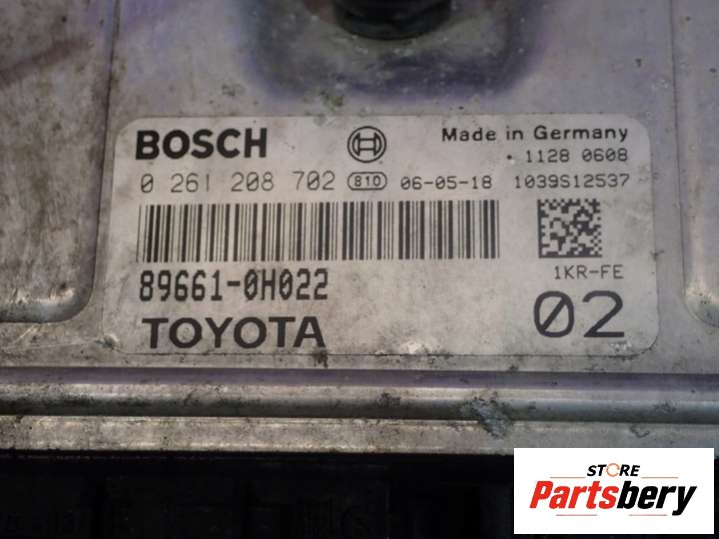 BOSCH Made in Germany
1128 0608
0 261 208 702 810 06-05-18 1039S12537
89661-0H022 1KR-FE
TOYOTA 02
STORE
Partsbery